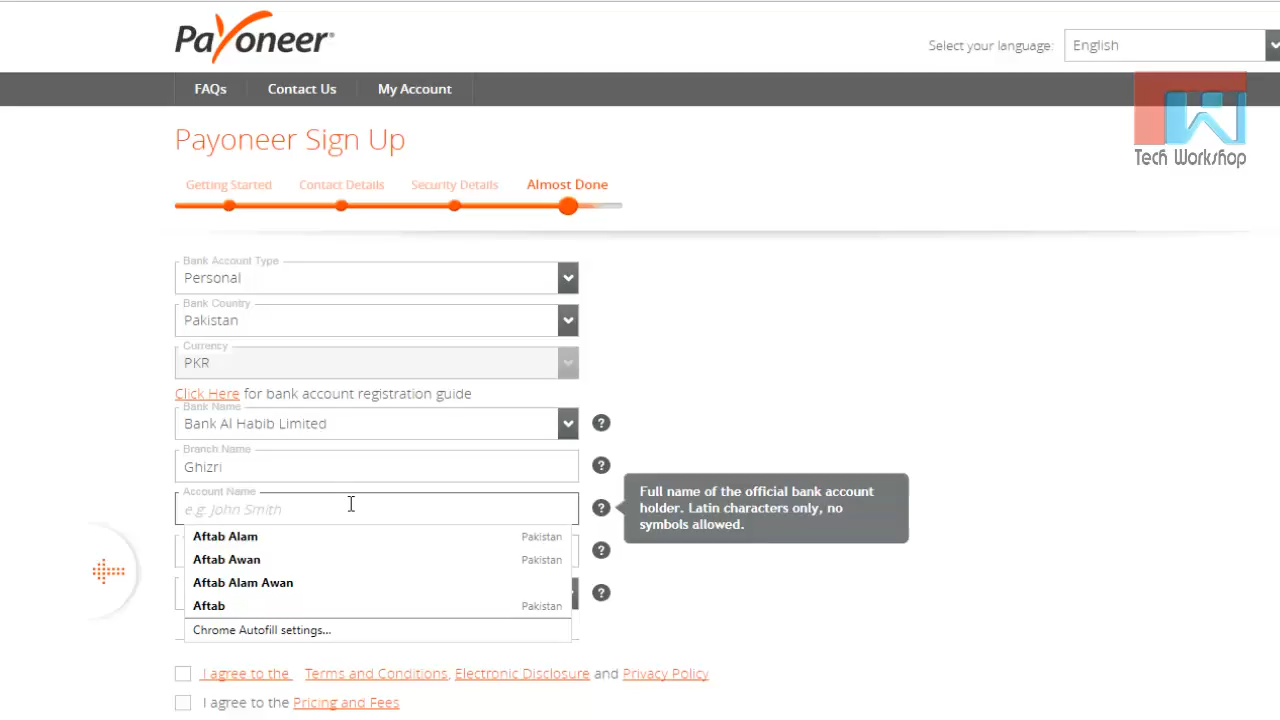 Payoneer
Select your language: English
FAQs Contact Us My Account
Tech Workshop
Payoneer Sign Up
Getting Started Contact Details Security Details Almost Done
Bank Account Type
Personal
Bank Country
Pakistan
Currency
PKR
Click Here for bank account registration guide
Bank Name
Bank Al Habib Limited
?
Branch Name
Ghizri
?
Account Name
e.g: John Smith
?
Full name of the official bank account
holder. Latin characters only, no
symbols allowed.
Aftab Alam Pakistan
?
Aftab Awan Pakistan
Aftab Alam Awan
?
Aftab Pakistan
Chrome Autofill settings...
I agree to the Terms and Conditions, Electronic Disclosure and Privacy Policy
I agree to the Pricing and Fees